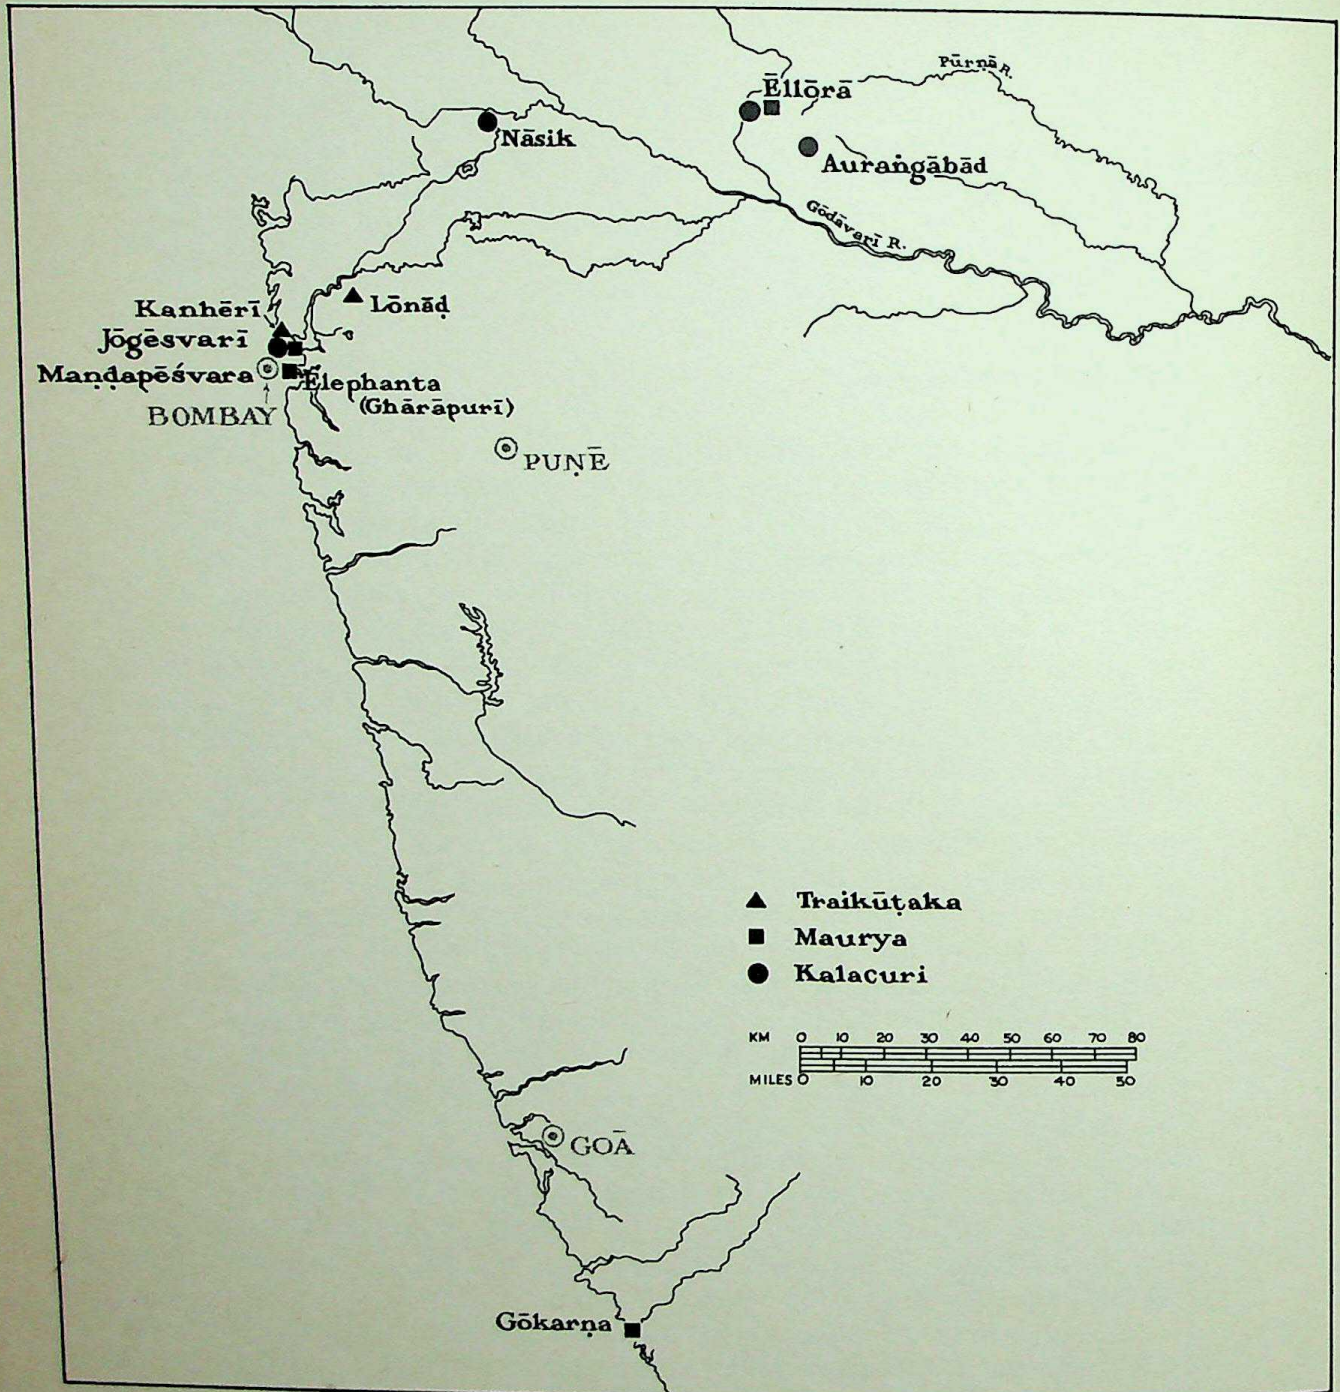 Pūrṇā R.
Ēllōrā
Nāsik
Auraṅgābād
Gōdāvarī R.
Kanhērī
Lōnāḍ
Jōgēsvarī
Maṇḍapēśvara
Elephanta
(Ghārāpurī)
BOMBAY
PUṆĒ
Traikūṭaka
Maurya
Kalacuri
KM 0 10 20 30 40 50 60 70 80
MILES 0 10 20 30 40 50
GOĀ
Gōkarṇa